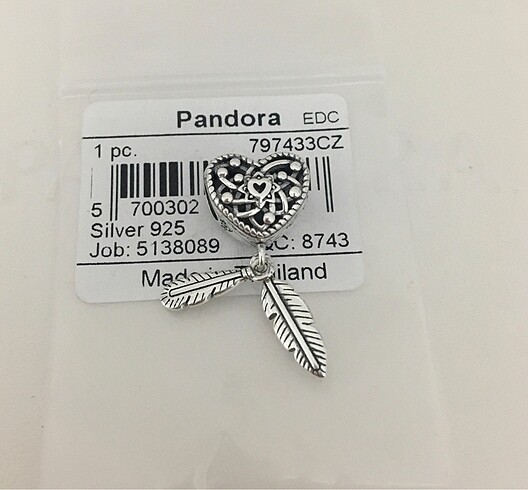 Pandora EDC
1 pc. 797433CZ
5 700302
Silver 925
Job: 5138089 QC: 8743
Made in Thailand